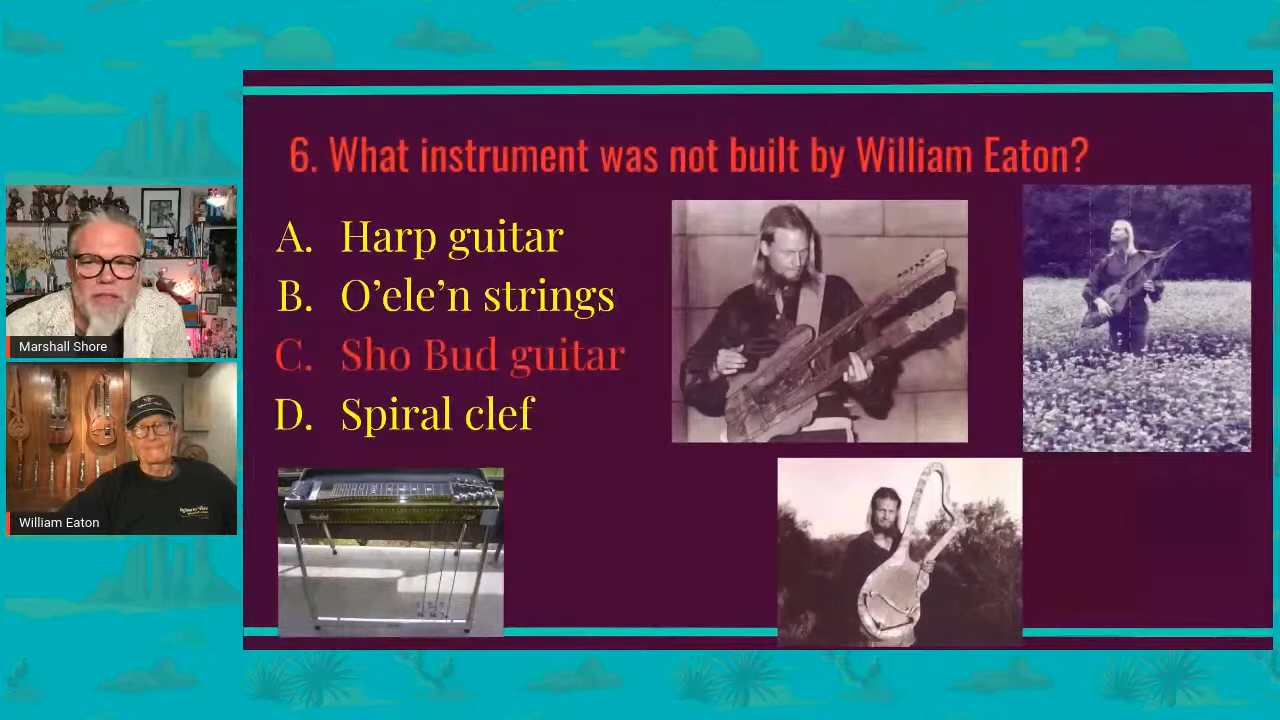 6. What instrument was not built by William Eaton?
A. Harp guitar
B. O’ele’n strings
C. Sho Bud guitar
D. Spiral clef
Marshall Shore
William Eaton